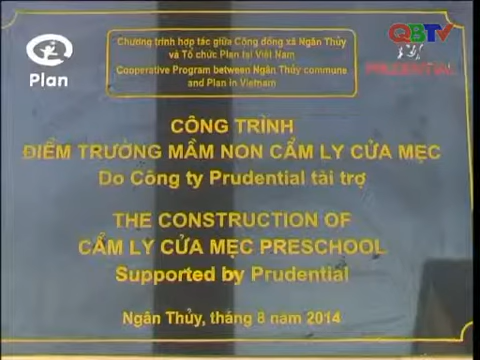 Plan
Chương trình hợp tác giữa Cộng đồng xã Ngân Thủy
và Tổ chức Plan tại Việt Nam
Cooperative Program between Ngân Thủy commune
and Plan in Vietnam
QBTV
PRUDENTIAL
CÔNG TRÌNH
ĐIỂM TRƯỜNG MẦM NON CẨM LY CỬA MẸC
Do Công ty Prudential tài trợ
THE CONSTRUCTION OF
CẨM LY CỬA MẸC PRESCHOOL
Supported by Prudential
Ngân Thủy, tháng 8 năm 2014